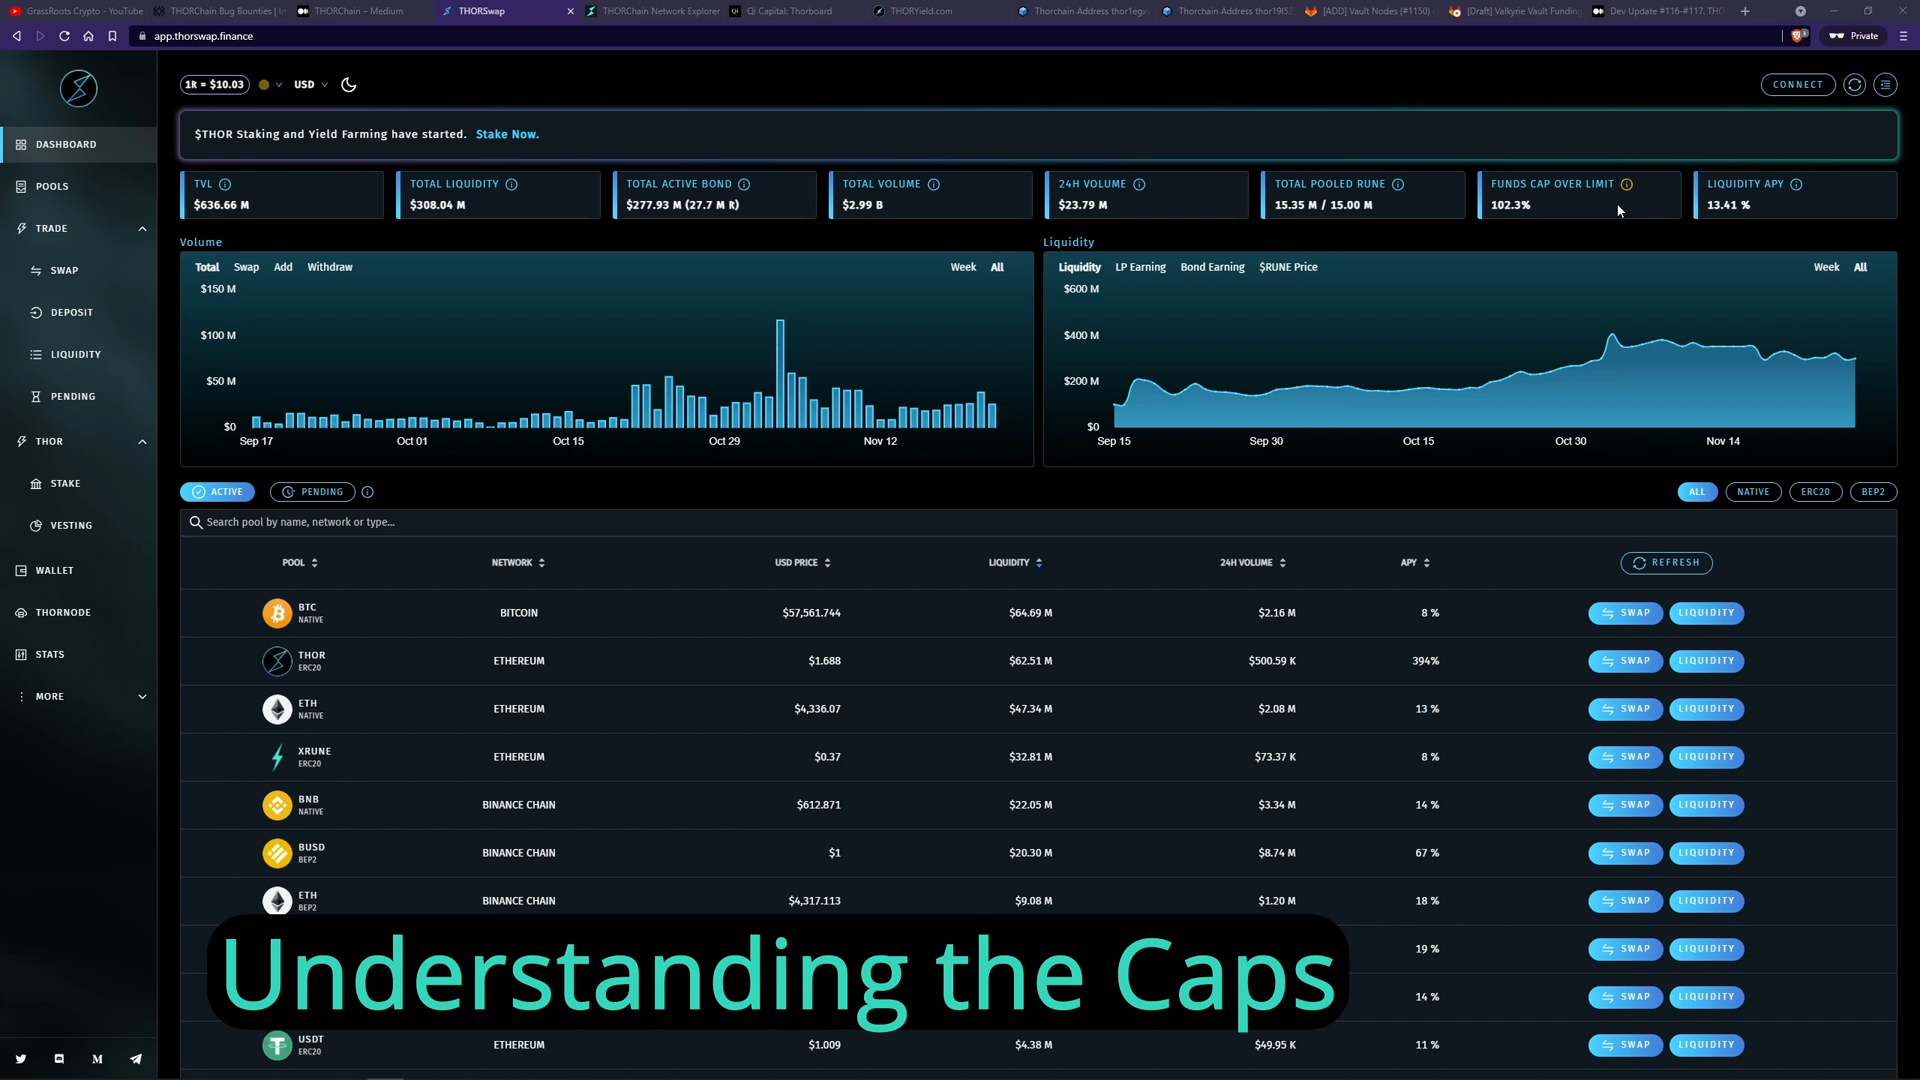 GrassRoots Crypto - YouTube
THORChain Bug Bounties | In
THORChain – Medium
THORSwap
THORChain Network Explorer
Qi Capital: Thorboard
THORYield.com
Thorchain Address thor1egx
Thorchain Address thor19l52
[ADD] Vault Nodes (#1150) ·
[Draft] Valkyrie Vault Funding
Dev Update #116-#117. THO
app.thorswap.finance
Private
1R = $10.03
USD
CONNECT
$THOR Staking and Yield Farming have started. Stake Now.
DASHBOARD
POOLS
TRADE
SWAP
DEPOSIT
LIQUIDITY
PENDING
THOR
STAKE
VESTING
WALLET
THORNODE
STATS
MORE
TVL
$636.66 M
TOTAL LIQUIDITY
$308.04 M
TOTAL ACTIVE BOND
$277.93 M (27.7 M R)
TOTAL VOLUME
$2.99 B
24H VOLUME
$23.79 M
TOTAL POOLED RUNE
15.35 M / 15.00 M
FUNDS CAP OVER LIMIT
102.3%
LIQUIDITY APY
13.41 %
Volume
Total Swap Add Withdraw Week All
$150 M
$100 M
$50 M
$0
Sep 17 Oct 01 Oct 15 Oct 29 Nov 12
Liquidity
Liquidity LP Earning Bond Earning $RUNE Price Week All
$600 M
$400 M
$200 M
$0
Sep 15 Sep 30 Oct 15 Oct 30 Nov 14
ACTIVE PENDING
ALL NATIVE ERC20 BEP2
Search pool by name, network or type...
POOL NETWORK USD PRICE LIQUIDITY 24H VOLUME APY REFRESH
BTC
NATIVE
BITCOIN $57,561.744 $64.69 M $2.16 M 8 % SWAP LIQUIDITY
THOR
ERC20
ETHEREUM $1.688 $62.51 M $500.59 K 394% SWAP LIQUIDITY
ETH
NATIVE
ETHEREUM $4,336.07 $47.34 M $2.08 M 13 % SWAP LIQUIDITY
XRUNE
ERC20
ETHEREUM $0.37 $32.81 M $73.37 K 8 % SWAP LIQUIDITY
BNB
NATIVE
BINANCE CHAIN $612.871 $22.05 M $3.34 M 14 % SWAP LIQUIDITY
BUSD
BEP2
BINANCE CHAIN $1 $20.30 M $8.74 M 67 % SWAP LIQUIDITY
ETH
BEP2
BINANCE CHAIN $4,317.113 $9.08 M $1.20 M 18 % SWAP LIQUIDITY
19 % SWAP LIQUIDITY
Understanding the Caps
14 % SWAP LIQUIDITY
USDT
ERC20
ETHEREUM $1.009 $4.38 M $49.95 K 11 % SWAP LIQUIDITY